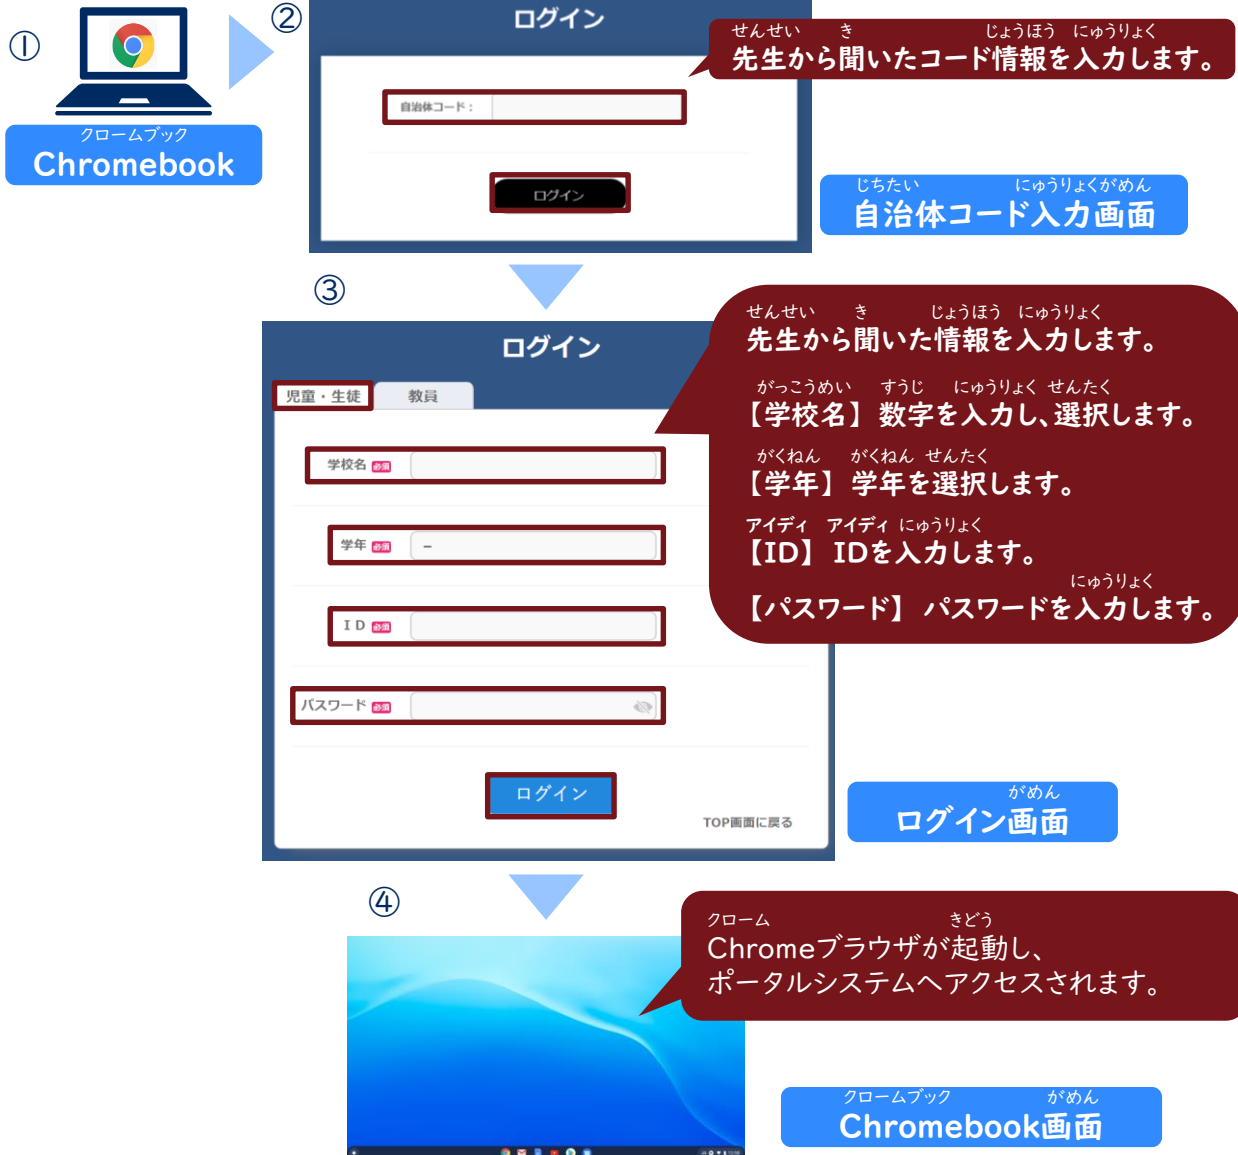 ①
クロームブック
Chromebook
②
ログイン
せんせい き じょうほう にゅうりょく
先生から聞いたコード情報を入力します。
自治体コード：
ログイン
じちたい にゅうりょくがめん
自治体コード入力画面
③
ログイン
児童・生徒 教員
学校名 必須
学年 必須 －
ＩＤ 必須
パスワード 必須
ログイン
TOP画面に戻る
せんせい き じょうほう にゅうりょく
先生から聞いた情報を入力します。
がっこうめい すうじ にゅうりょく せんたく
【学校名】 数字を入力し、選択します。
がくねん がくねん せんたく
【学年】 学年を選択します。
アイディ アイディ にゅうりょく
【ID】 IDを入力します。
にゅうりょく
【パスワード】 パスワードを入力します。
がめん
ログイン画面
④
クローム きどう
Chromeブラウザが起動し、
ポータルシステムへアクセスされます。
クロームブック がめん
Chromebook画面